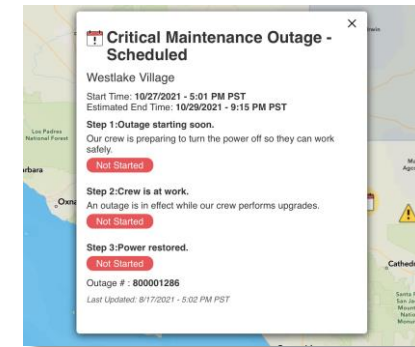 Critical Maintenance Outage -
Scheduled
Westlake Village
Start Time: 10/27/2021 - 5:01 PM PST
Estimated End Time: 10/29/2021 - 9:15 PM PST
Step 1:Outage starting soon.
Our crew is preparing to turn the power off so they can work
safely.
Not Started
Step 2:Crew is at work.
An outage is in effect while our crew performs upgrades.
Not Started
Step 3:Power restored.
Not Started
Outage # : 800001286
Last Updated: 8/17/2021 - 5:02 PM PST
Los Padres
National Forest
rbara
Oxna
rwin
Cathed